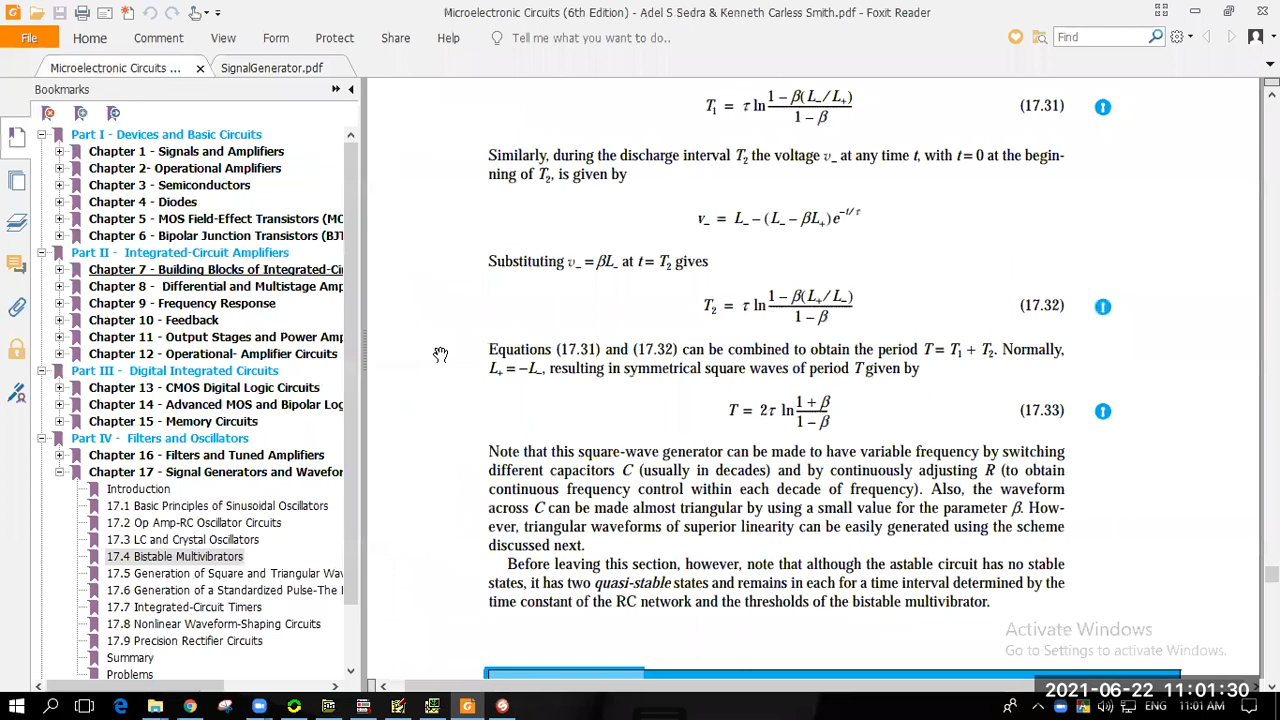 Microelectronic Circuits (6th Edition) - Adel S Sedra & Kenneth Carless Smith.pdf - Foxit Reader
File Home Comment View Form Protect Share Help Tell me what you want to do.. Find
Microelectronic Circuits ... SignalGenerator.pdf
Bookmarks
Part I - Devices and Basic Circuits
Chapter 1 - Signals and Amplifiers
Chapter 2- Operational Amplifiers
Chapter 3 - Semiconductors
Chapter 4 - Diodes
Chapter 5 - MOS Field-Effect Transistors (MO
Chapter 6 - Bipolar Junction Transistors (BJT
Part II - Integrated-Circuit Amplifiers
Chapter 7 - Building Blocks of Integrated-Ci
Chapter 8 - Differential and Multistage Amp
Chapter 9 - Frequency Response
Chapter 10 - Feedback
Chapter 11 - Output Stages and Power Amp
Chapter 12 - Operational- Amplifier Circuits
Part III - Digital Integrated Circuits
Chapter 13 - CMOS Digital Logic Circuits
Chapter 14 - Advanced MOS and Bipolar Log
Chapter 15 - Memory Circuits
Part IV - Filters and Oscillators
Chapter 16 - Filters and Tuned Amplifiers
Chapter 17 - Signal Generators and Wavefor
Introduction
17.1 Basic Principles of Sinusoidal Oscillators
17.2 Op Amp-RC Oscillator Circuits
17.3 LC and Crystal Oscillators
17.4 Bistable Multivibrators
17.5 Generation of Square and Triangular Wav
17.6 Generation of a Standardized Pulse-The I
17.7 Integrated-Circuit Timers
17.8 Nonlinear Waveform-Shaping Circuits
17.9 Precision Rectifier Circuits
Summary
Problems
T₁ = τ ln (1 − β(L₋/L₊))/(1 − β) (17.31)
Similarly, during the discharge interval T₂ the voltage v₋ at any time t, with t = 0 at the begin-
ning of T₂, is given by
v₋ = L₋ − (L₋ − βL₊)e^(−t/τ)
Substituting v₋ = βL₋ at t = T₂ gives
T₂ = τ ln (1 − β(L₊/L₋))/(1 − β) (17.32)
Equations (17.31) and (17.32) can be combined to obtain the period T = T₁ + T₂. Normally,
L₊ = −L₋, resulting in symmetrical square waves of period T given by
T = 2τ ln (1 + β)/(1 − β) (17.33)
Note that this square-wave generator can be made to have variable frequency by switching
different capacitors C (usually in decades) and by continuously adjusting R (to obtain
continuous frequency control within each decade of frequency). Also, the waveform
across C can be made almost triangular by using a small value for the parameter β. How-
ever, triangular waveforms of superior linearity can be easily generated using the scheme
discussed next.
Before leaving this section, however, note that although the astable circuit has no stable
states, it has two quasi-stable states and remains in each for a time interval determined by the
time constant of the RC network and the thresholds of the bistable multivibrator.
Activate Windows
Go to Settings to activate Windows.
2021-06-22 11:01:30
ENG 11:01 AM